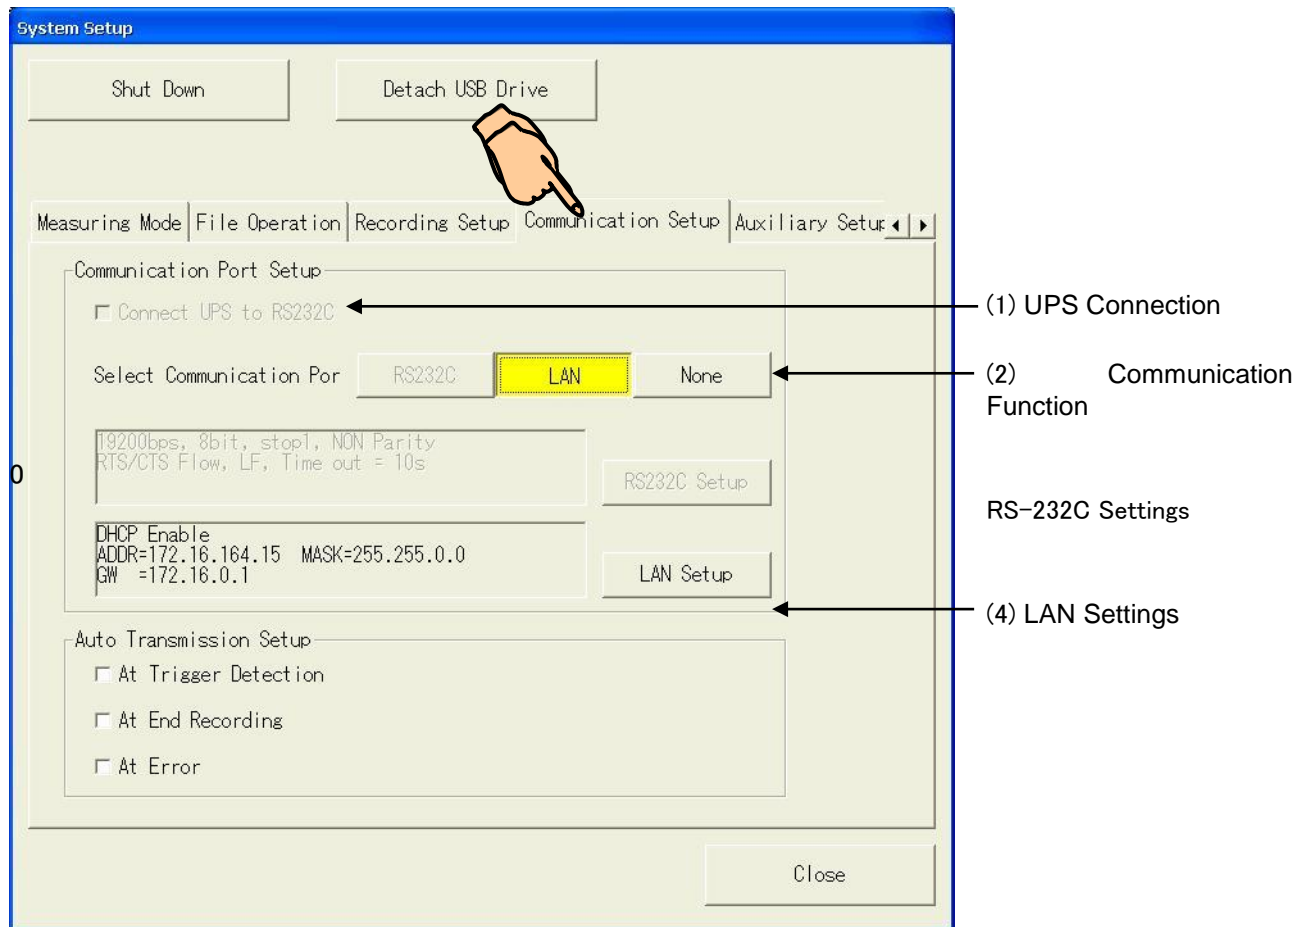 System Setup
Shut Down
Detach USB Drive
Measuring Mode File Operation Recording Setup Communication Setup Auxiliary Setup
Communication Port Setup
Connect UPS to RS232C
(1) UPS Connection
Select Communication Por RS232C LAN None
(2) Communication
Function
19200bps, 8bit, stop1, NON Parity
RTS/CTS Flow, LF, Time out = 10s
0
RS232C Setup
RS-232C Settings
DHCP Enable
ADDR=172.16.164.15 MASK=255.255.0.0
GW =172.16.0.1
LAN Setup
(4) LAN Settings
Auto Transmission Setup
At Trigger Detection
At End Recording
At Error
Close